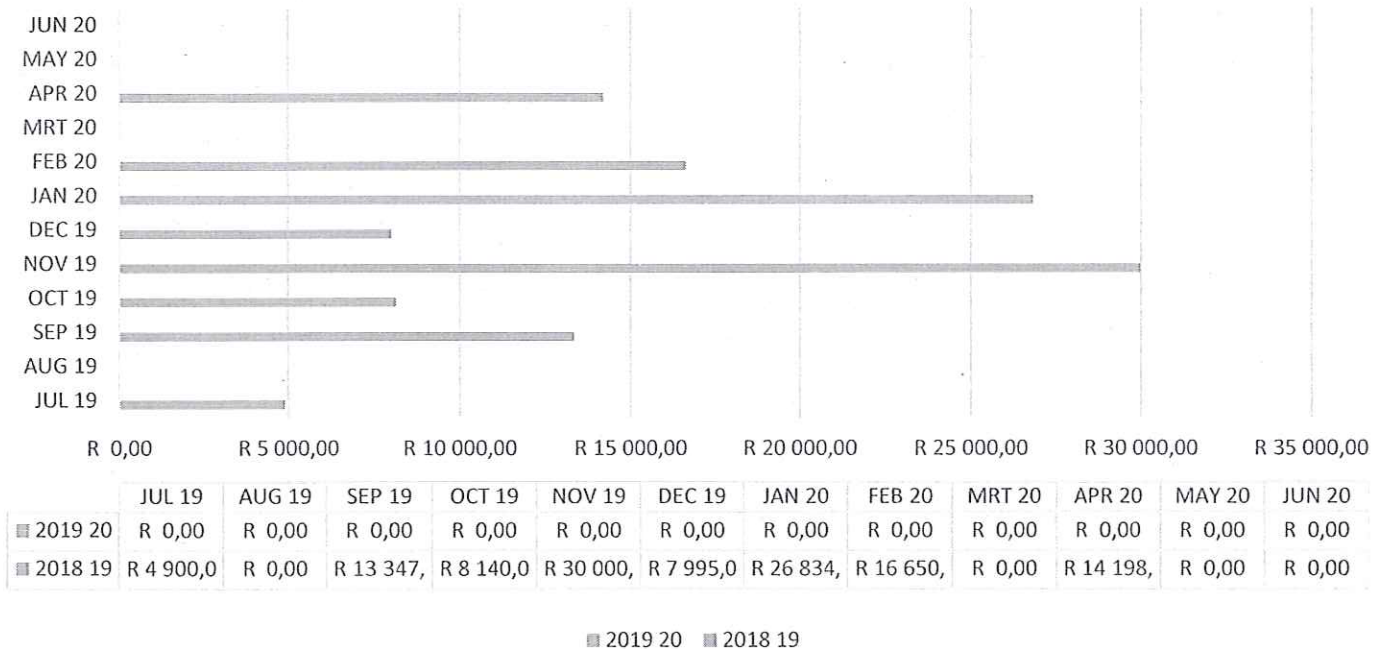 JUN 20
MAY 20
APR 20
MRT 20
FEB 20
JAN 20
DEC 19
NOV 19
OCT 19
SEP 19
AUG 19
JUL 19
R 0,00 R 5 000,00 R 10 000,00 R 15 000,00 R 20 000,00 R 25 000,00 R 30 000,00 R 35 000,00
JUL 19 AUG 19 SEP 19 OCT 19 NOV 19 DEC 19 JAN 20 FEB 20 MRT 20 APR 20 MAY 20 JUN 20
2019 20 R 0,00 R 0,00 R 0,00 R 0,00 R 0,00 R 0,00 R 0,00 R 0,00 R 0,00 R 0,00 R 0,00 R 0,00
2018 19 R 4 900,0 R 0,00 R 13 347, R 8 140,0 R 30 000, R 7 995,0 R 26 834, R 16 650, R 0,00 R 14 198, R 0,00 R 0,00
2019 20 2018 19